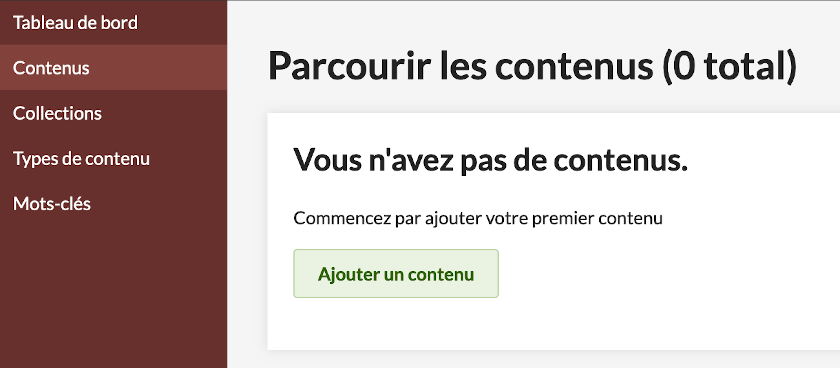 Tableau de bord
Contenus
Collections
Types de contenu
Mots-clés
Parcourir les contenus (0 total)
Vous n'avez pas de contenus.
Commencez par ajouter votre premier contenu
Ajouter un contenu